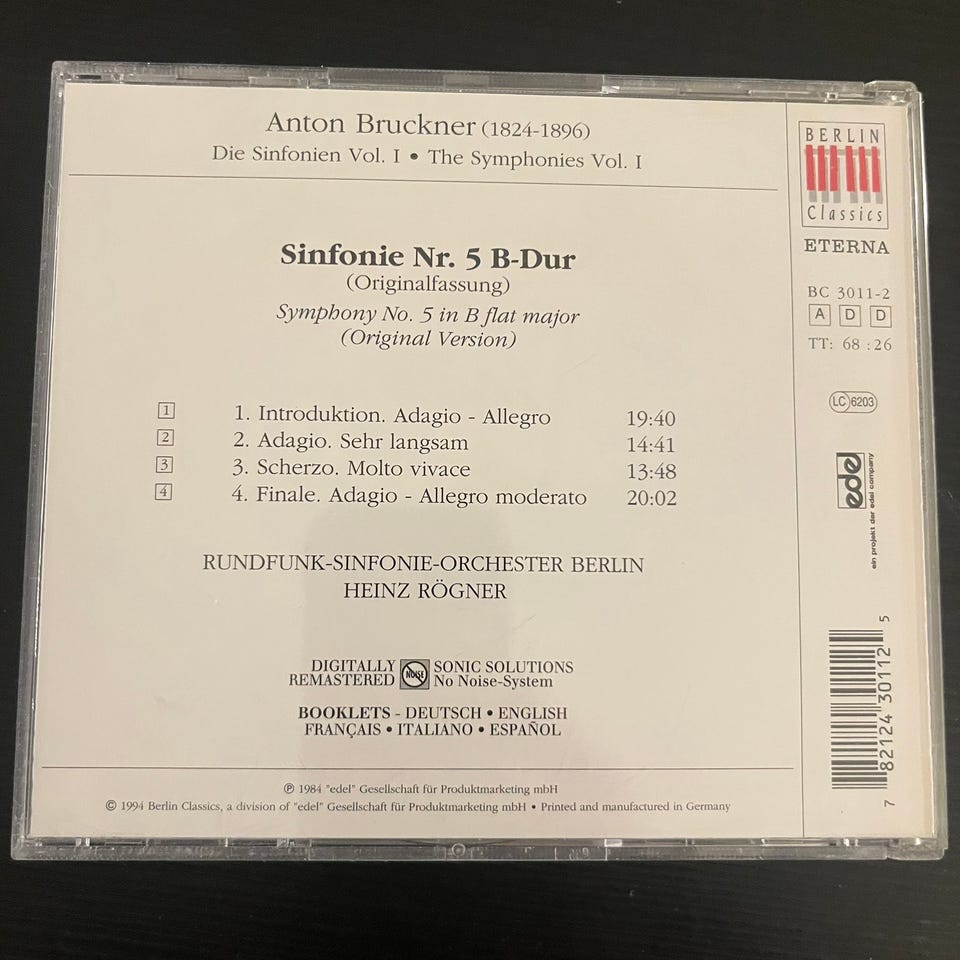 Anton Bruckner (1824-1896)
Die Sinfonien Vol. I • The Symphonies Vol. I
Sinfonie Nr. 5 B-Dur
(Originalfassung)
Symphony No. 5 in B flat major
(Original Version)
1 1. Introduktion. Adagio - Allegro 19:40
2 2. Adagio. Sehr langsam 14:41
3 3. Scherzo. Molto vivace 13:48
4 4. Finale. Adagio - Allegro moderato 20:02
RUNDFUNK-SINFONIE-ORCHESTER BERLIN
HEINZ RÖGNER
DIGITALLY REMASTERED
NOISE
SONIC SOLUTIONS
No Noise-System
BOOKLETS - DEUTSCH • ENGLISH
FRANÇAIS • ITALIANO • ESPAÑOL
℗ 1984 "edel" Gesellschaft für Produktmarketing mbH
© 1994 Berlin Classics, a division of "edel" Gesellschaft für Produktmarketing mbH • Printed and manufactured in Germany
BERLIN
Classics
ETERNA
BC 3011-2
A D D
TT: 68 :26
LC 6203
edel
ein projekt der edel company
7 82124 30112 5